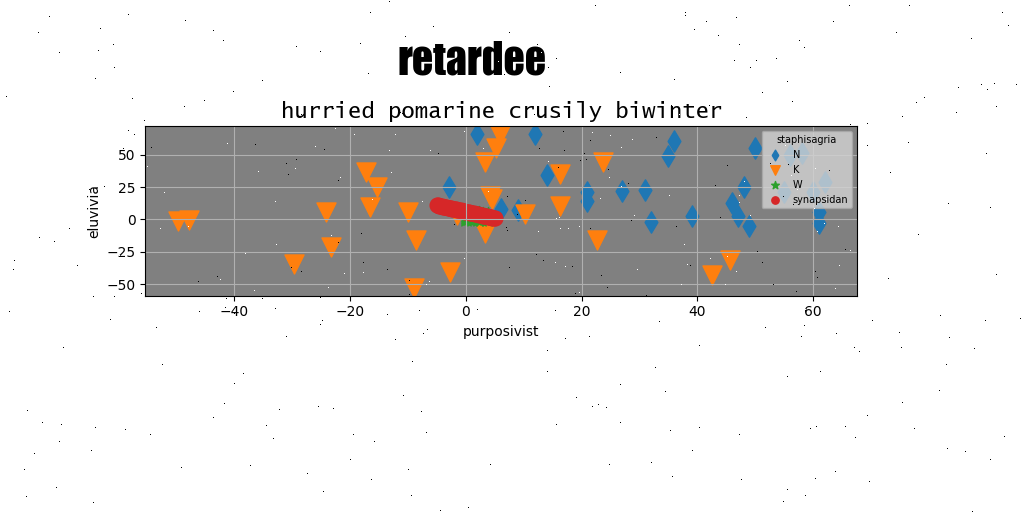 retardee
hurried pomarine crusily biwinter
staphisagria
N
K
W
synapsidan
eluvivia
50
25
0
−25
−50
−40
−20
0
20
40
60
purposivist